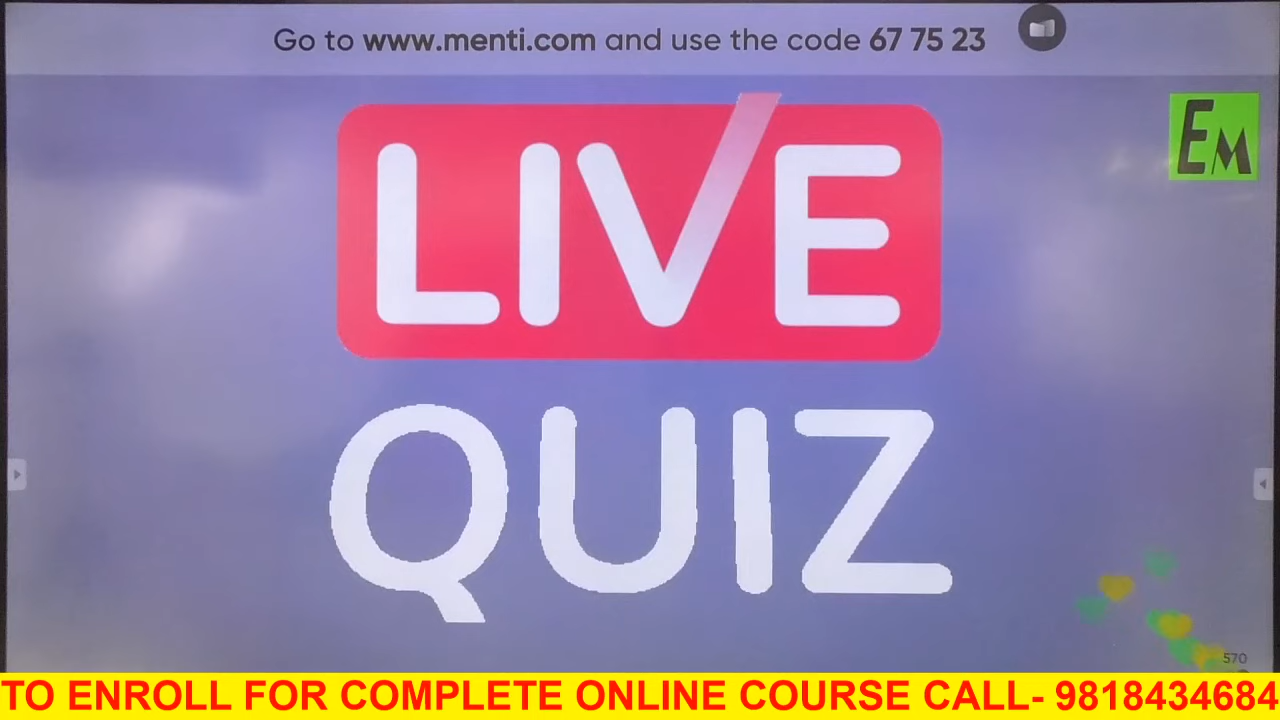 Go to www.menti.com and use the code 67 75 23
EM
LIVE
QUIZ
570
TO ENROLL FOR COMPLETE ONLINE COURSE CALL- 9818434684